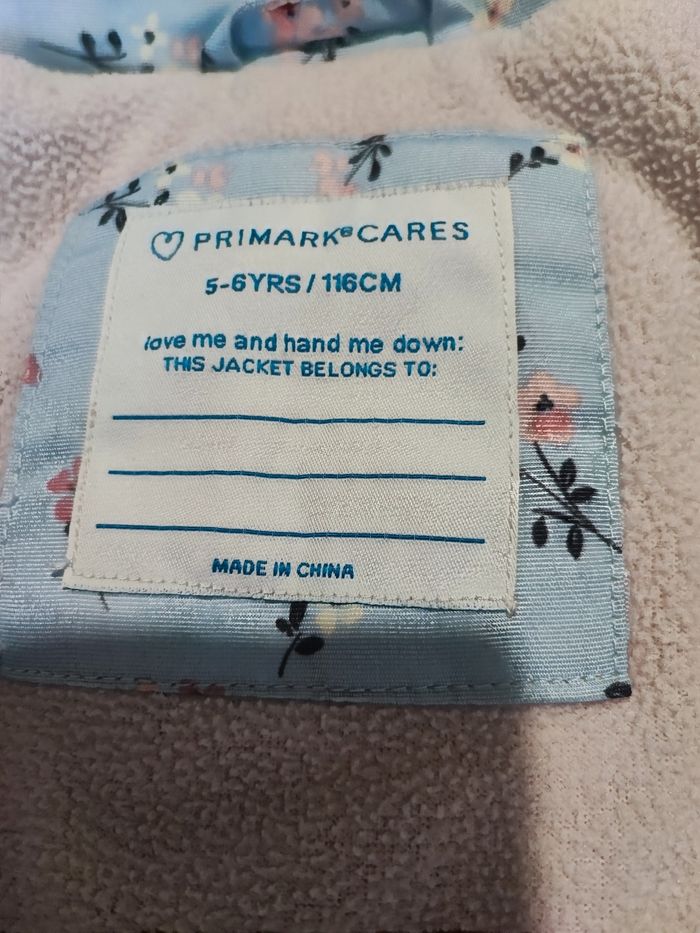 PRIMARK® CARES
5-6YRS / 116CM
love me and hand me down:
THIS JACKET BELONGS TO:
MADE IN CHINA